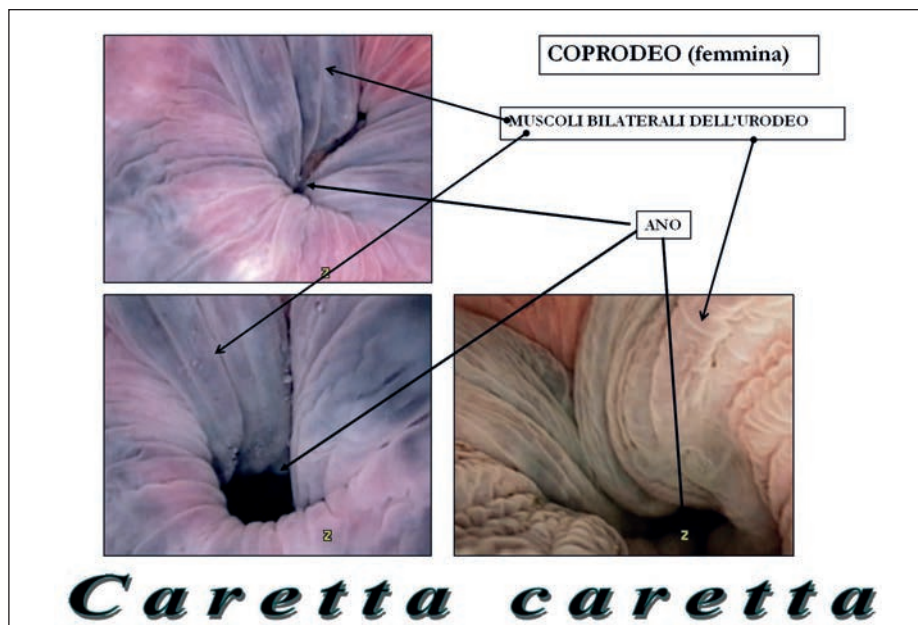 COPRODEO (femmina)
MUSCOLI BILATERALI DELL'URODEO
ANO
Z
Z
Z
Caretta caretta